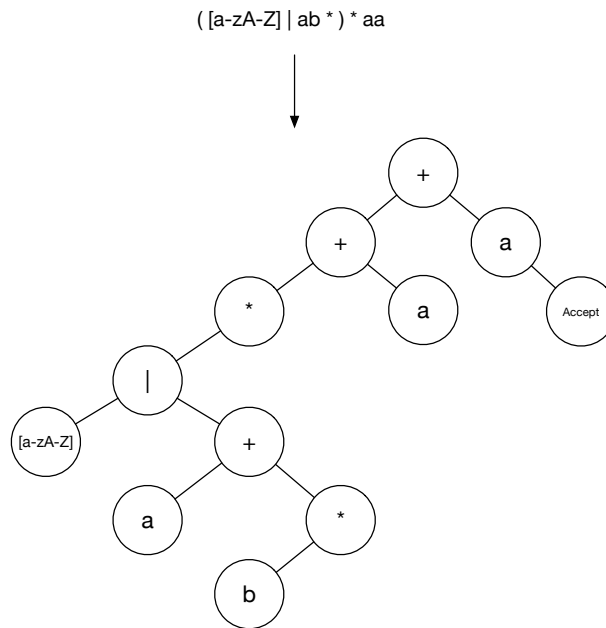 ( [a-zA-Z] | ab * ) * aa
+
+
a
*
a
Accept
|
[a-zA-Z]
+
a
*
b